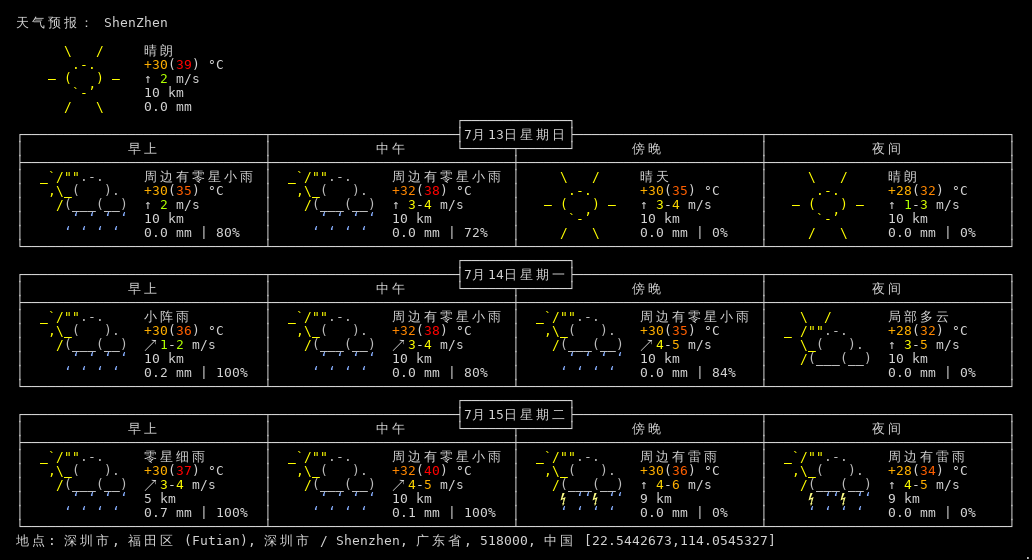 天气预报: ShenZhen
晴朗
+30(39) °C
↑ 2 m/s
10 km
0.0 mm
7月13日星期日
早上 中午 傍晚 夜间
周边有零星小雨 周边有零星小雨 晴天 晴朗
+30(35) °C +32(38) °C +30(35) °C +28(32) °C
↑ 2 m/s ↑ 3-4 m/s ↑ 3-4 m/s ↑ 1-3 m/s
10 km 10 km 10 km 10 km
0.0 mm | 80% 0.0 mm | 72% 0.0 mm | 0% 0.0 mm | 0%
7月14日星期一
早上 中午 傍晚 夜间
小阵雨 周边有零星小雨 周边有零星小雨 局部多云
+30(36) °C +32(38) °C +30(35) °C +28(32) °C
↗1-2 m/s ↗3-4 m/s ↗4-5 m/s ↑ 3-5 m/s
10 km 10 km 10 km 10 km
0.2 mm | 100% 0.0 mm | 80% 0.0 mm | 84% 0.0 mm | 0%
7月15日星期二
早上 中午 傍晚 夜间
零星细雨 周边有零星小雨 周边有雷雨 周边有雷雨
+30(37) °C +32(40) °C +30(36) °C +28(34) °C
↗3-4 m/s ↑ 4-5 m/s ↑ 4-6 m/s ↑ 4-5 m/s
5 km 10 km 9 km 9 km
0.7 mm | 100% 0.1 mm | 100% 0.0 mm | 0% 0.0 mm | 0%
地点: 深圳市, 福田区 (Futian), 深圳市 / Shenzhen, 广东省, 518000, 中国 [22.5442673,114.0545327]